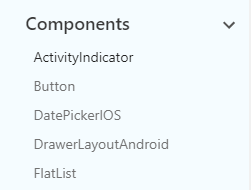 Components
ActivityIndicator
Button
DatePickerIOS
DrawerLayoutAndroid
FlatList